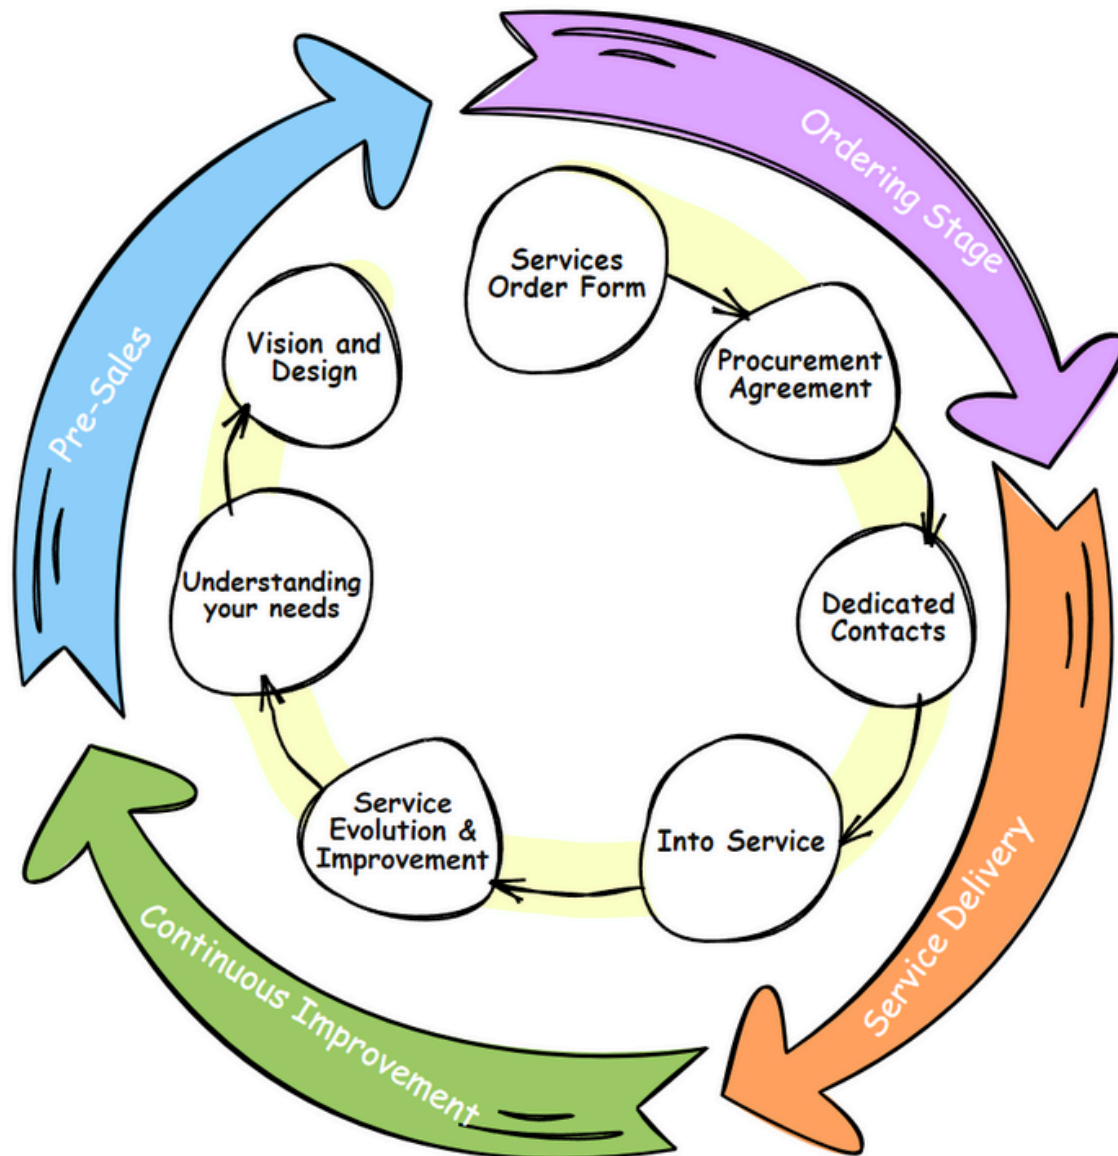 Ordering Stage
Services
Order Form
Procurement
Agreement
Pre-Sales
Vision and
Design
Understanding
your needs
Dedicated
Contacts
Service
Evolution &
Improvement
Into Service
Service Delivery
Continuous Improvement